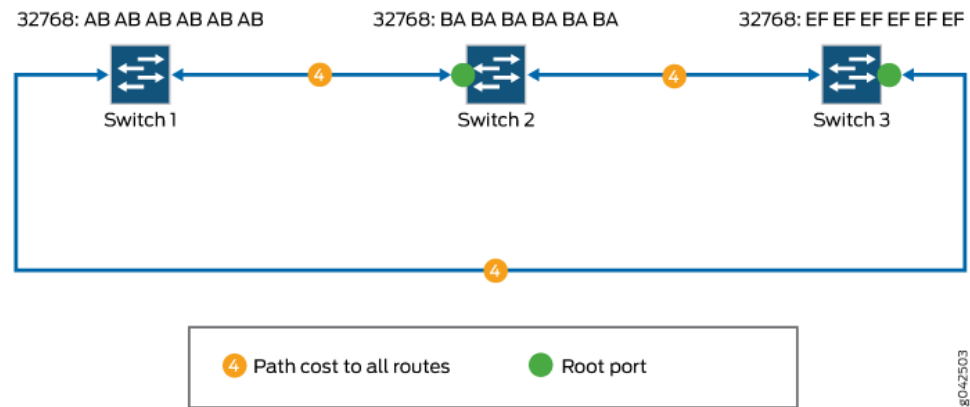 32768: AB AB AB AB AB AB
32768: BA BA BA BA BA BA
32768: EF EF EF EF EF EF
4
4
Switch 1
Switch 2
Switch 3
4
4 Path cost to all routes
Root port
g042503